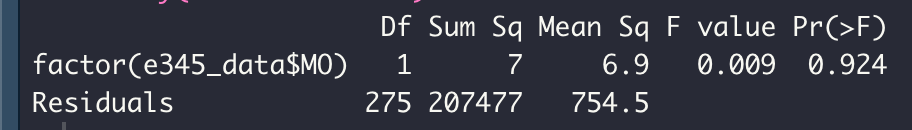 Df Sum Sq Mean Sq F value Pr(>F)
factor(e345_data$MO) 1 7 6.9 0.009 0.924
Residuals 275 207477 754.5